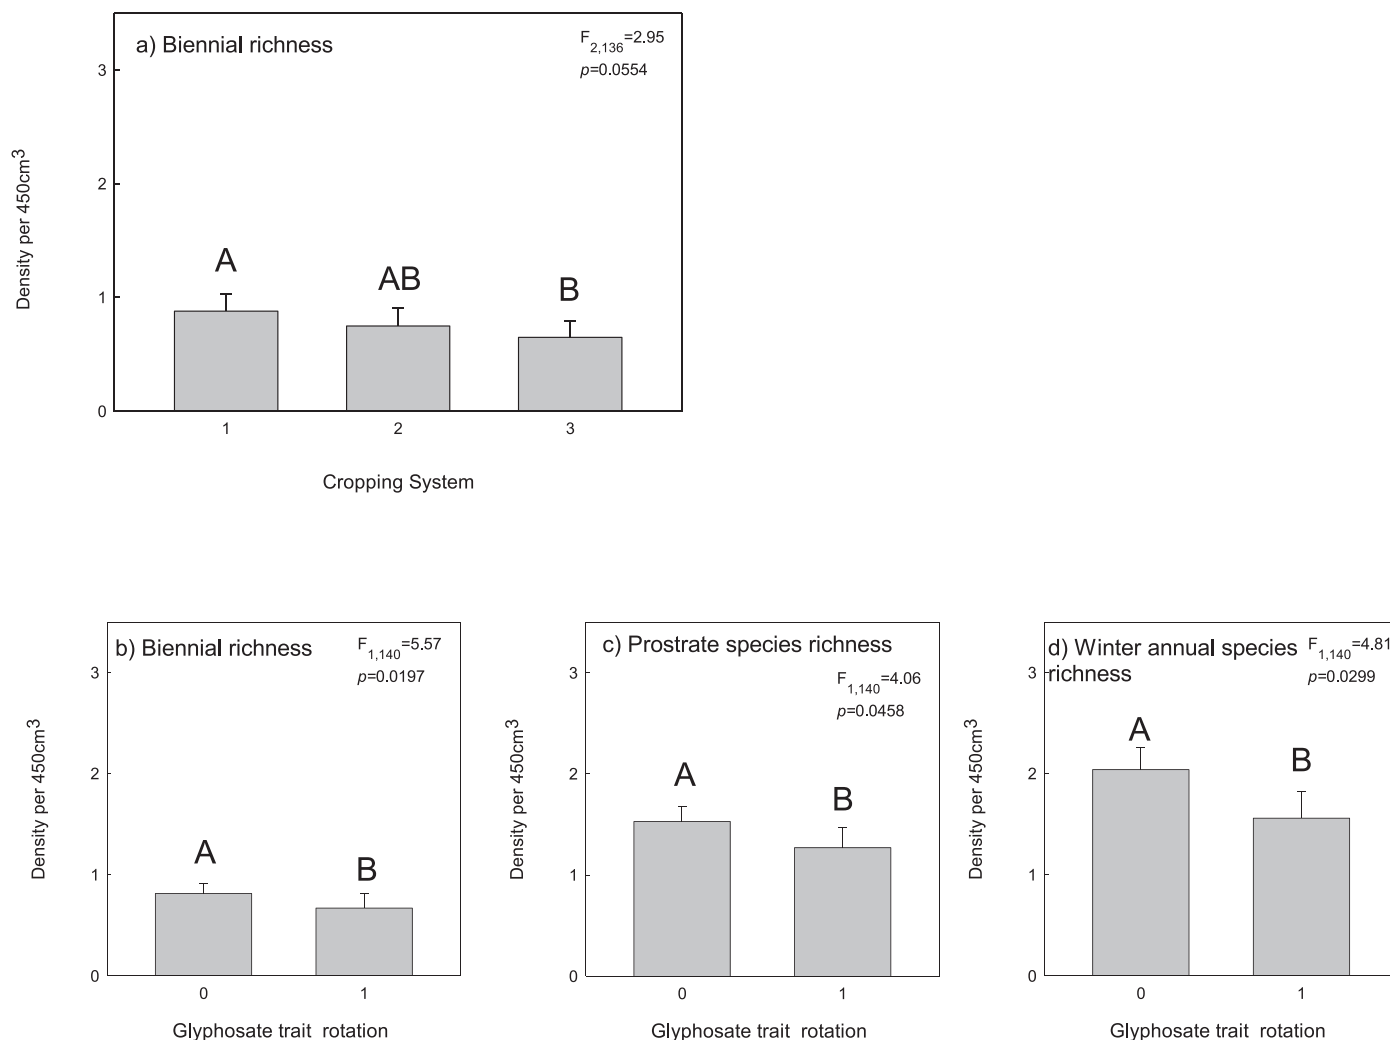 a) Biennial richness
F2,136=2.95
p=0.0554
3
2
1
0
Density per 450cm3
A
AB
B
1
2
3
Cropping System
b) Biennial richness
F1,140=5.57
p=0.0197
3
2
1
0
Density per 450cm3
A
B
0
1
Glyphosate trait rotation
c) Prostrate species richness
F1,140=4.06
p=0.0458
3
2
1
0
Density per 450cm3
A
B
0
1
Glyphosate trait rotation
d) Winter annual species
richness
F1,140=4.81
p=0.0299
3
2
1
0
Density per 450cm3
A
B
0
1
Glyphosate trait rotation